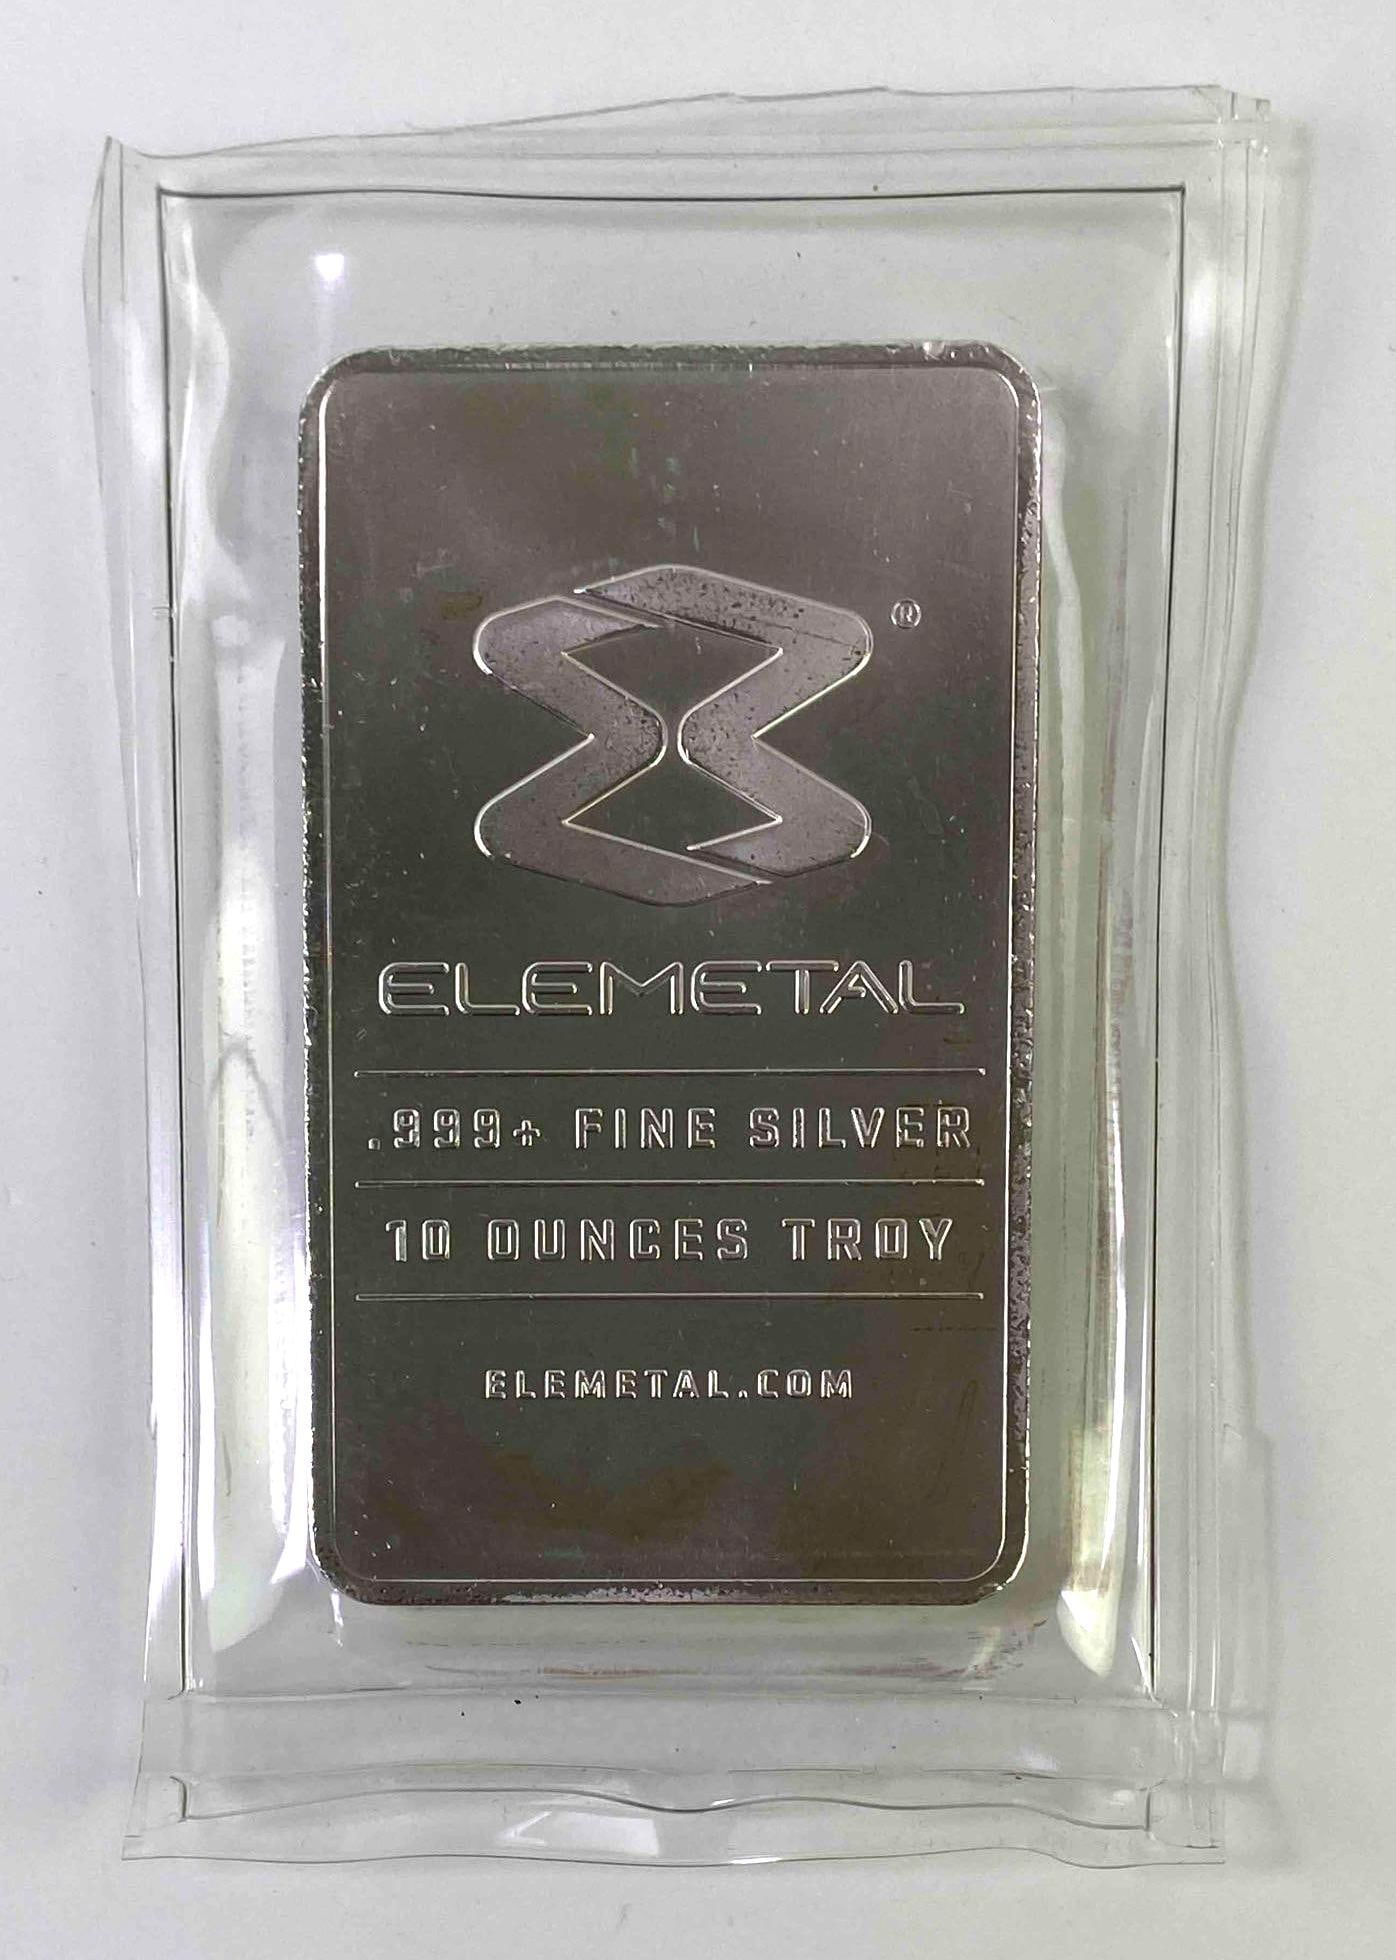 ®
ELEMETAL
.999+ FINE SILVER
10 OUNCES TROY
ELEMETAL.COM